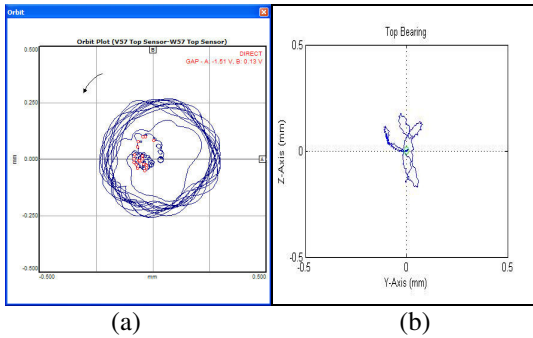 Orbit
Orbit Plot (V57 Top Sensor-W57 Top Sensor)
B
DIRECT
GAP - A: -1.51 V, B: 0.13 V
0.500
0.250
mm
0.000
A
-0.250
-0.500
-0.500
0.500
mm
(a)
Top Bearing
0.5
Z-Axis (mm)
0
-0.5
-0.5
0
0.5
Y-Axis (mm)
(b)